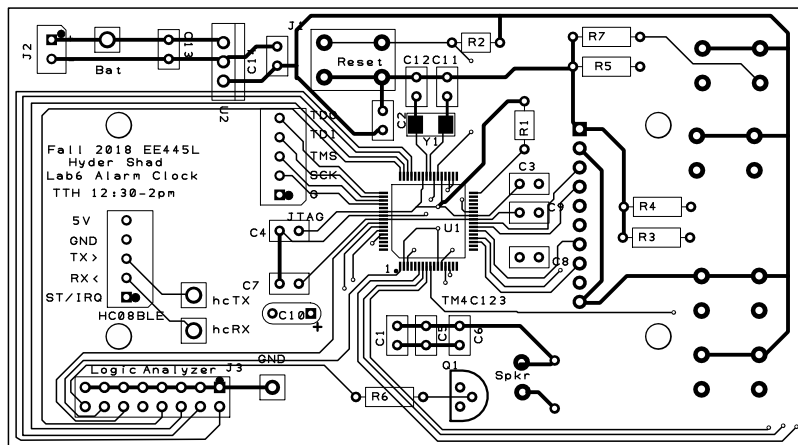 J2
Bat
C13
U2
C1
J1
Reset
R2
C12 C11
R7
R5
C2
Y1
R1
TDO
TDI
TMS
SCK
G
JTAG
Fall 2018 EE445L
Hyder Shad
Lab6 Alarm Clock
TTH 12:30-2pm
5V
GND
TX>
RX<
ST/IRQ
HC08BLE
hcTX
hcRX
C4
C7
C10
+
U1
1
TM4C123
C3
C9
C8
R4
R3
C1
C5
C6
Q1
Spkr
R6
GND
Logic Analyzer J3